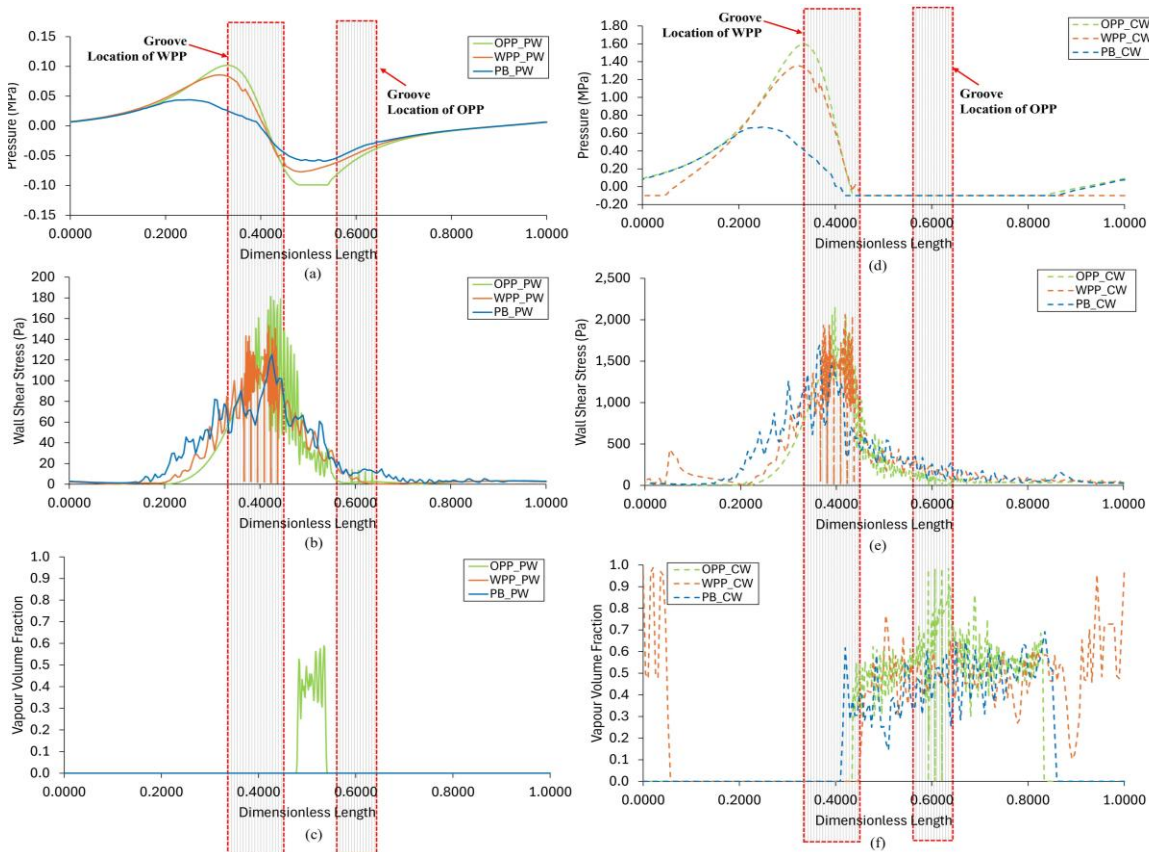 Groove
Location of WPP
OPP_PW
WPP_PW
PB_PW
Groove
Location of OPP
Pressure (MPa)
0.15
0.10
0.05
0.00
-0.05
-0.10
-0.15
0.0000 0.2000 0.4000 0.6000 0.8000 1.0000
Dimensionless Length
(a)
Wall Shear Stress (Pa)
200
180
160
140
120
100
80
60
40
20
0
OPP_PW
WPP_PW
PB_PW
0.0000 0.2000 0.4000 0.6000 0.8000 1.0000
Dimensionless Length
(b)
Vapour Volume Fraction
1.0
0.9
0.8
0.7
0.6
0.5
0.4
0.3
0.2
0.1
0.0
OPP_PW
WPP_PW
PB_PW
0.0000 0.2000 0.4000 0.6000 0.8000 1.0000
Dimensionless Length
(c)
Groove
Location of WPP
OPP_CW
WPP_CW
PB_CW
Groove
Location of OPP
Pressure (MPa)
1.80
1.60
1.40
1.20
1.00
0.80
0.60
0.40
0.20
0.00
-0.20
0.0000 0.2000 0.4000 0.6000 0.8000 1.0000
Dimensionless Length
(d)
Wall Shear Stress (Pa)
2,500
2,000
1,500
1,000
500
0
OPP_CW
WPP_CW
PB_CW
0.0000 0.2000 0.4000 0.6000 0.8000 1.0000
Dimensionless Length
(e)
Vapour Volume Fraction
1.0
0.9
0.8
0.7
0.6
0.5
0.4
0.3
0.2
0.1
0.0
OPP_CW
WPP_CW
PB_CW
0.0000 0.2000 0.4000 0.6000 0.8000 1.0000
Dimensionless Length
(f)